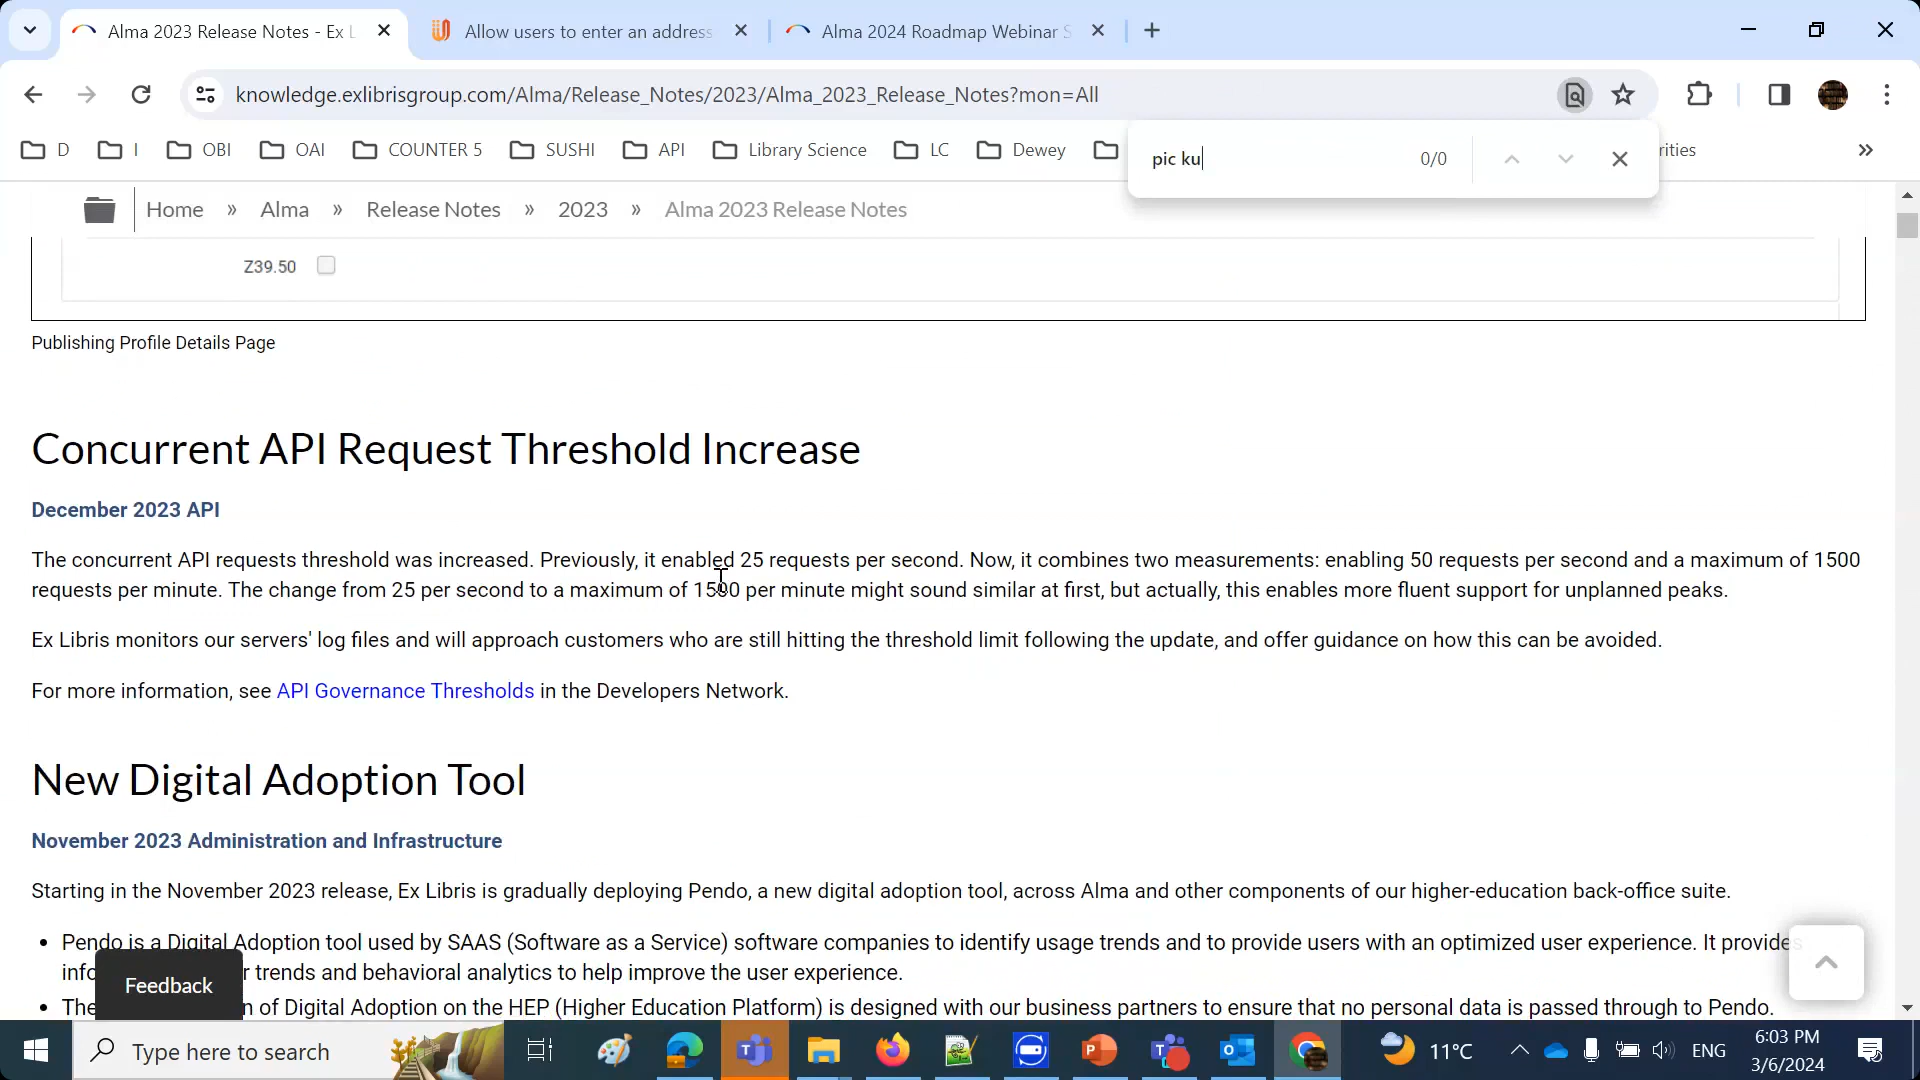 Alma 2023 Release Notes - Ex L
Allow users to enter an address
Alma 2024 Roadmap Webinar S
knowledge.exlibrisgroup.com/Alma/Release_Notes/2023/Alma_2023_Release_Notes?mon=All
D I OBI OAI COUNTER 5 SUSHI API Library Science LC Dewey rities »
pic ku 0/0
Home » Alma » Release Notes » 2023 » Alma 2023 Release Notes
Z39.50
Publishing Profile Details Page
Concurrent API Request Threshold Increase
December 2023 API
The concurrent API requests threshold was increased. Previously, it enabled 25 requests per second. Now, it combines two measurements: enabling 50 requests per second and a maximum of 1500
requests per minute. The change from 25 per second to a maximum of 1500 per minute might sound similar at first, but actually, this enables more fluent support for unplanned peaks.
Ex Libris monitors our servers' log files and will approach customers who are still hitting the threshold limit following the update, and offer guidance on how this can be avoided.
For more information, see API Governance Thresholds in the Developers Network.
New Digital Adoption Tool
November 2023 Administration and Infrastructure
Starting in the November 2023 release, Ex Libris is gradually deploying Pendo, a new digital adoption tool, across Alma and other components of our higher-education back-office suite.
• Pendo is a Digital Adoption tool used by SAAS (Software as a Service) software companies to identify usage trends and to provide users with an optimized user experience. It provides
info r trends and behavioral analytics to help improve the user experience.
• The n of Digital Adoption on the HEP (Higher Education Platform) is designed with our business partners to ensure that no personal data is passed through to Pendo.
Feedback
Type here to search
11°C
ENG
6:03 PM
3/6/2024